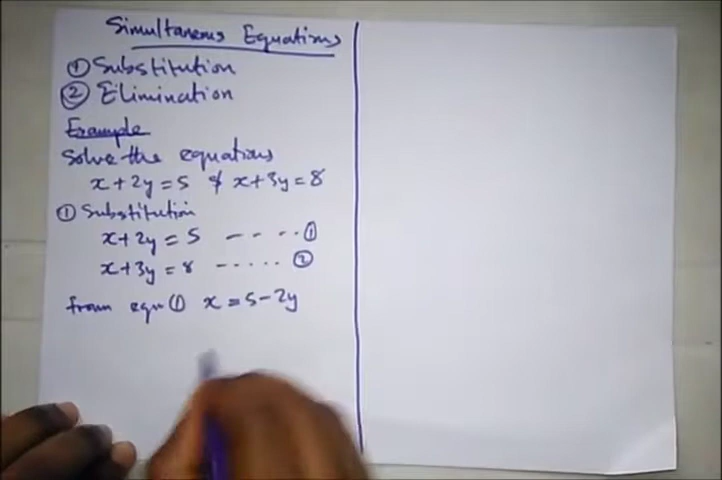 Simultaneous Equations
① Substitution
② Elimination
Example
Solve the equations
x + 2y = 5 & x + 3y = 8
① Substitution
x + 2y = 5 - - - - ①
x + 3y = 8 - . . . . . ②
from eqn ① x = 5 - 2y